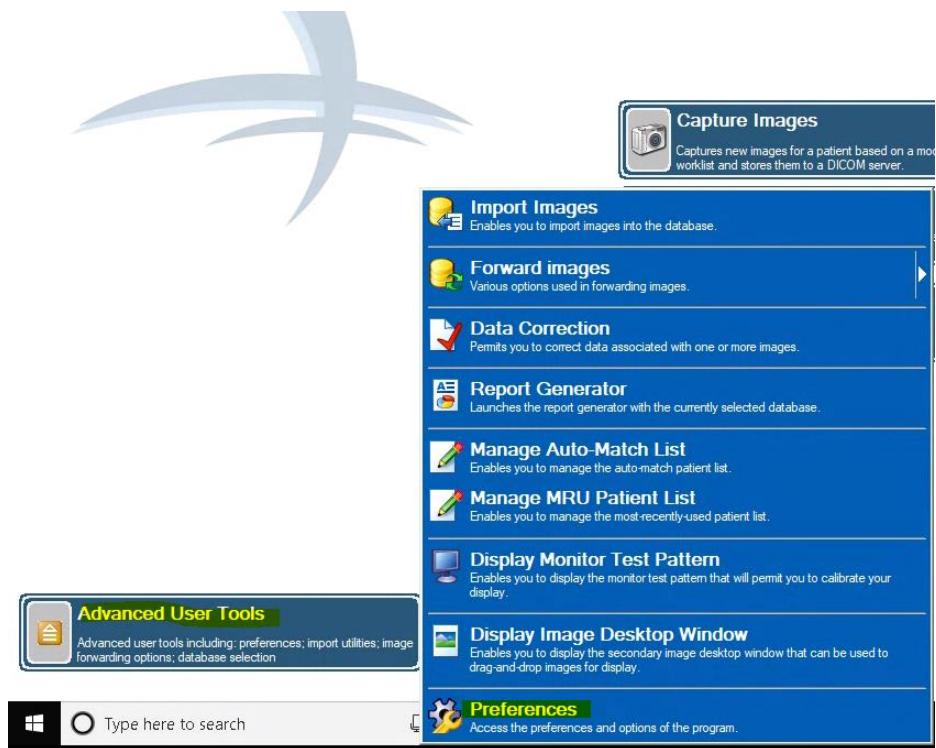 Capture Images
Captures new images for a patient based on a
worklist and stores them to a DICOM server.
Import Images
Enables you to import images into the database.
Forward images
Various options used in forwarding images.
Data Correction
Permits you to correct data associated with one or more images.
Report Generator
Launches the report generator with the currently selected database.
Manage Auto-Match List
Enables you to manage the auto-match patient list.
Manage MRU Patient List
Enables you to manage the most-recently-used patient list.
Display Monitor Test Pattern
Enables you to display the monitor test pattern that will permit you to calibrate your
display.
Display Image Desktop Window
Enables you to display the secondary image desktop window that can be used to
drag-and-drop images for display.
Preferences
Access the preferences and options of the program.
Advanced User Tools
Advanced user tools including: preferences; import utilities; image
forwarding options; database selection
Type here to search